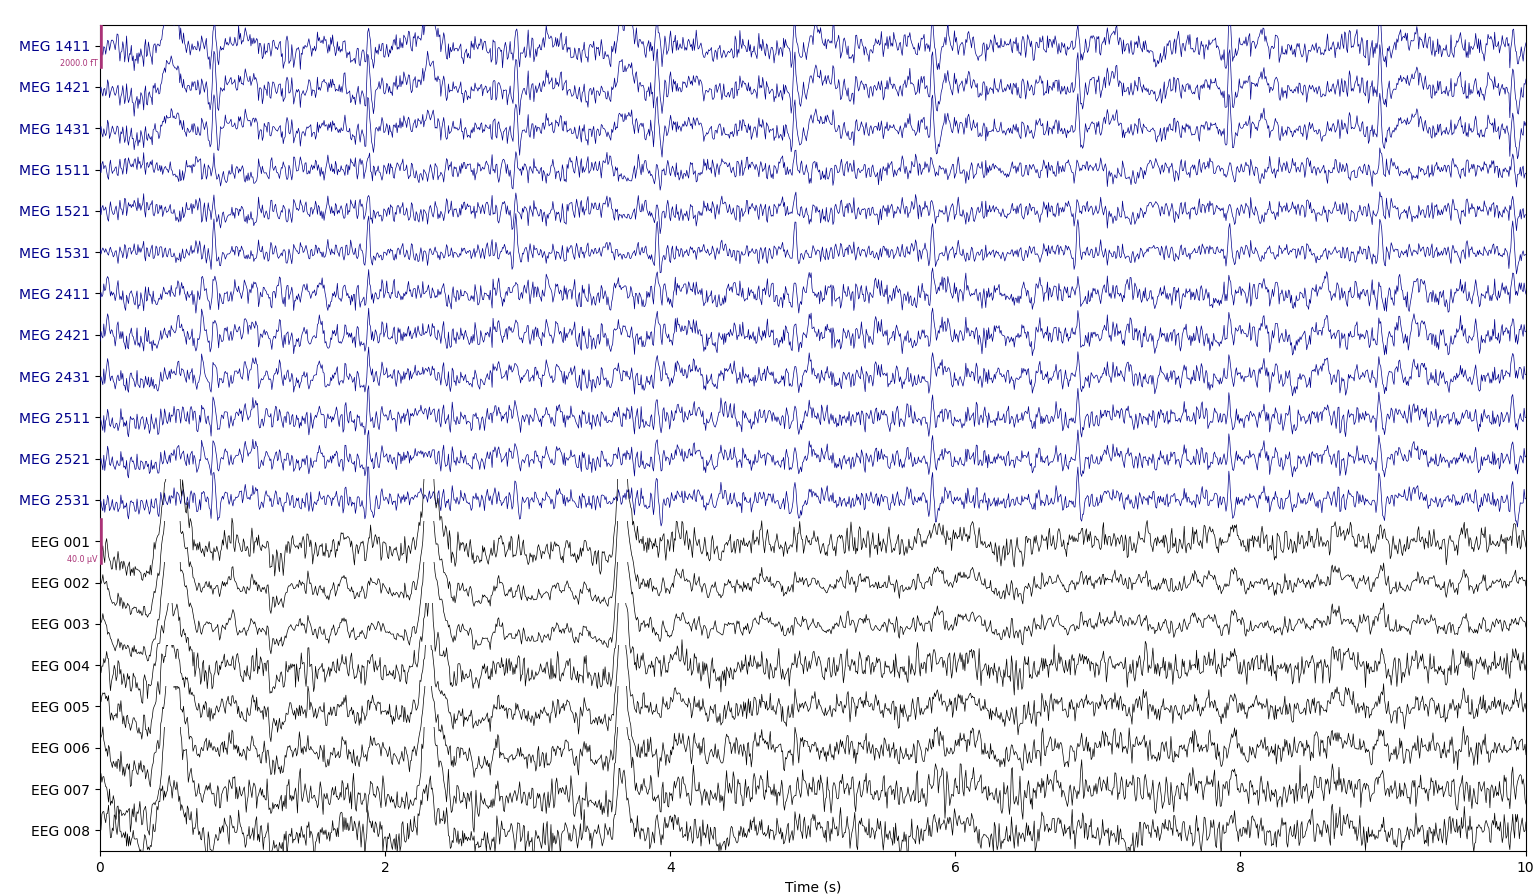 MEG 1411
2000.0 fT
MEG 1421
MEG 1431
MEG 1511
MEG 1521
MEG 1531
MEG 2411
MEG 2421
MEG 2431
MEG 2511
MEG 2521
MEG 2531
EEG 001
40.0 µV
EEG 002
EEG 003
EEG 004
EEG 005
EEG 006
EEG 007
EEG 008
0 2 4 6 8 10
Time (s)